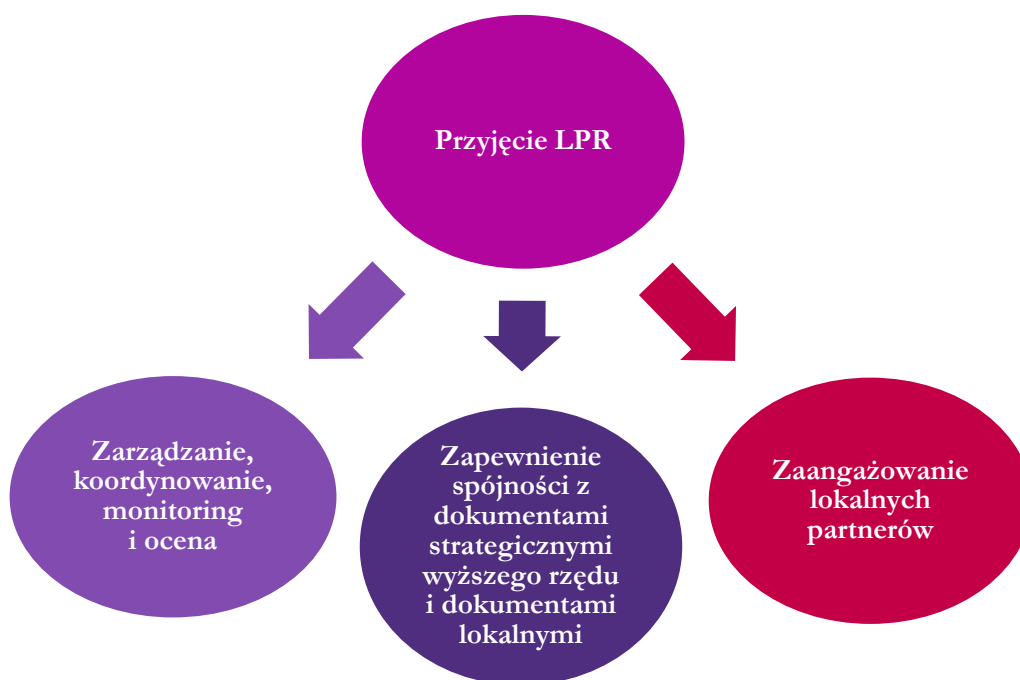 Przyjęcie LPR
Zarządzanie,
koordynowanie,
monitoring
i ocena
Zapewnienie
spójności z
dokumentami
strategicznymi
wyższego rzędu
i dokumentami
lokalnymi
Zaangażowanie
lokalnych
partnerów